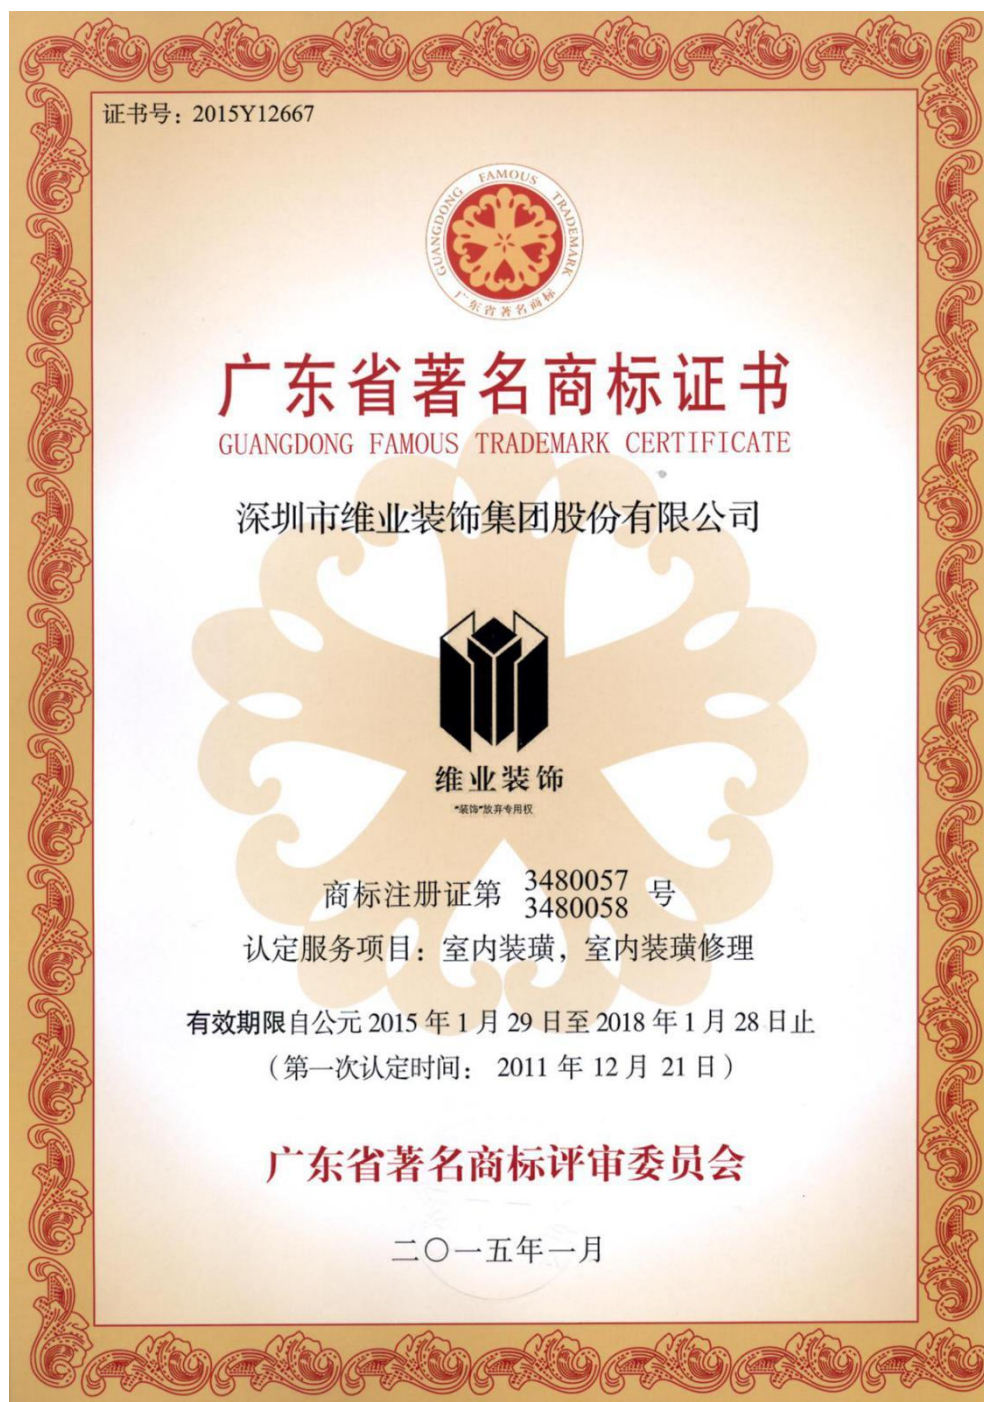 证书号：2015Y12667
GUANGDONG FAMOUS TRADEMARK
广东省著名商标
广东省著名商标证书
GUANGDONG FAMOUS TRADEMARK CERTIFICATE
深圳市维业装饰集团股份有限公司
维业装饰
“装饰”放弃专用权
商标注册证第 3480057 号
3480058
认定服务项目：室内装璜，室内装璜修理
有效期限自公元 2015 年 1 月 29 日至 2018 年 1 月 28 日止
（第一次认定时间： 2011 年 12 月 21 日）
广东省著名商标评审委员会
二〇一五年一月